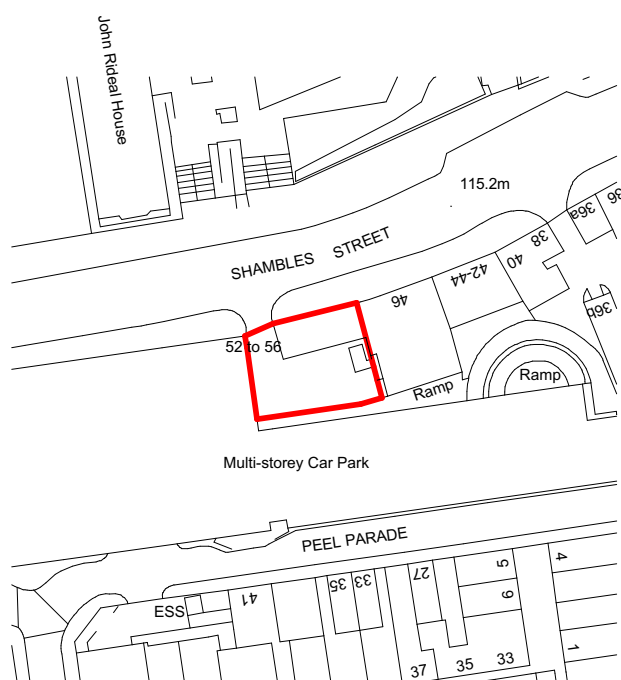 John Rideal House
115.2m
SHAMBLES STREET
36
36a
38
40
42-44
46
36b
52 to 56
Ramp
Ramp
Multi-storey Car Park
PEEL PARADE
ESS
41
35
33
27
5
6
4
1
37
35
33